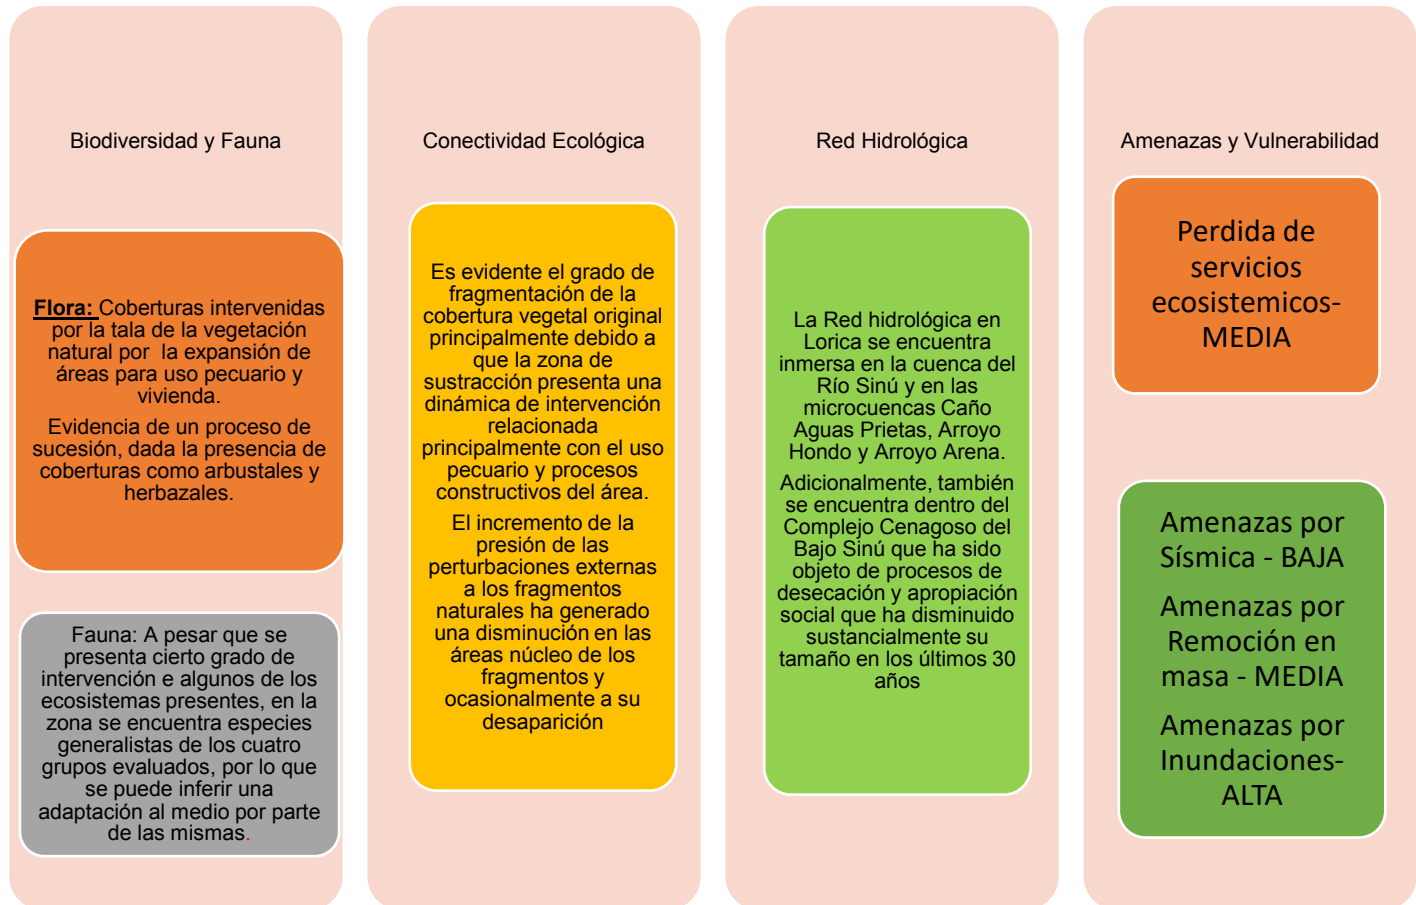 Biodiversidad y Fauna
Flora: Coberturas intervenidas
por la tala de la vegetación
natural por la expansión de
áreas para uso pecuario y
vivienda.
Evidencia de un proceso de
sucesión, dada la presencia de
coberturas como arbustales y
herbazales.
Fauna: A pesar que se
presenta cierto grado de
intervención e algunos de los
ecosistemas presentes, en la
zona se encuentra especies
generalistas de los cuatro
grupos evaluados, por lo que
se puede inferir una
adaptación al medio por parte
de las mismas.
Conectividad Ecológica
Es evidente el grado de
fragmentación de la
cobertura vegetal original
principalmente debido a
que la zona de
sustracción presenta una
dinámica de intervención
relacionada
principalmente con el uso
pecuario y procesos
constructivos del área.
El incremento de la
presión de las
perturbaciones externas
a los fragmentos
naturales ha generado
una disminución en las
áreas núcleo de los
fragmentos y
ocasionalmente a su
desaparición
Red Hidrológica
La Red hidrológica en
Lorica se encuentra
inmersa en la cuenca del
Río Sinú y en las
microcuencas Caño
Aguas Prietas, Arroyo
Hondo y Arroyo Arena.
Adicionalmente, también
se encuentra dentro del
Complejo Cenagoso del
Bajo Sinú que ha sido
objeto de procesos de
desecación y apropiación
social que ha disminuido
sustancialmente su
tamaño en los últimos 30
años
Amenazas y Vulnerabilidad
Perdida de
servicios
ecosistemicos-
MEDIA
Amenazas por
Sísmica - BAJA
Amenazas por
Remoción en
masa - MEDIA
Amenazas por
Inundaciones-
ALTA